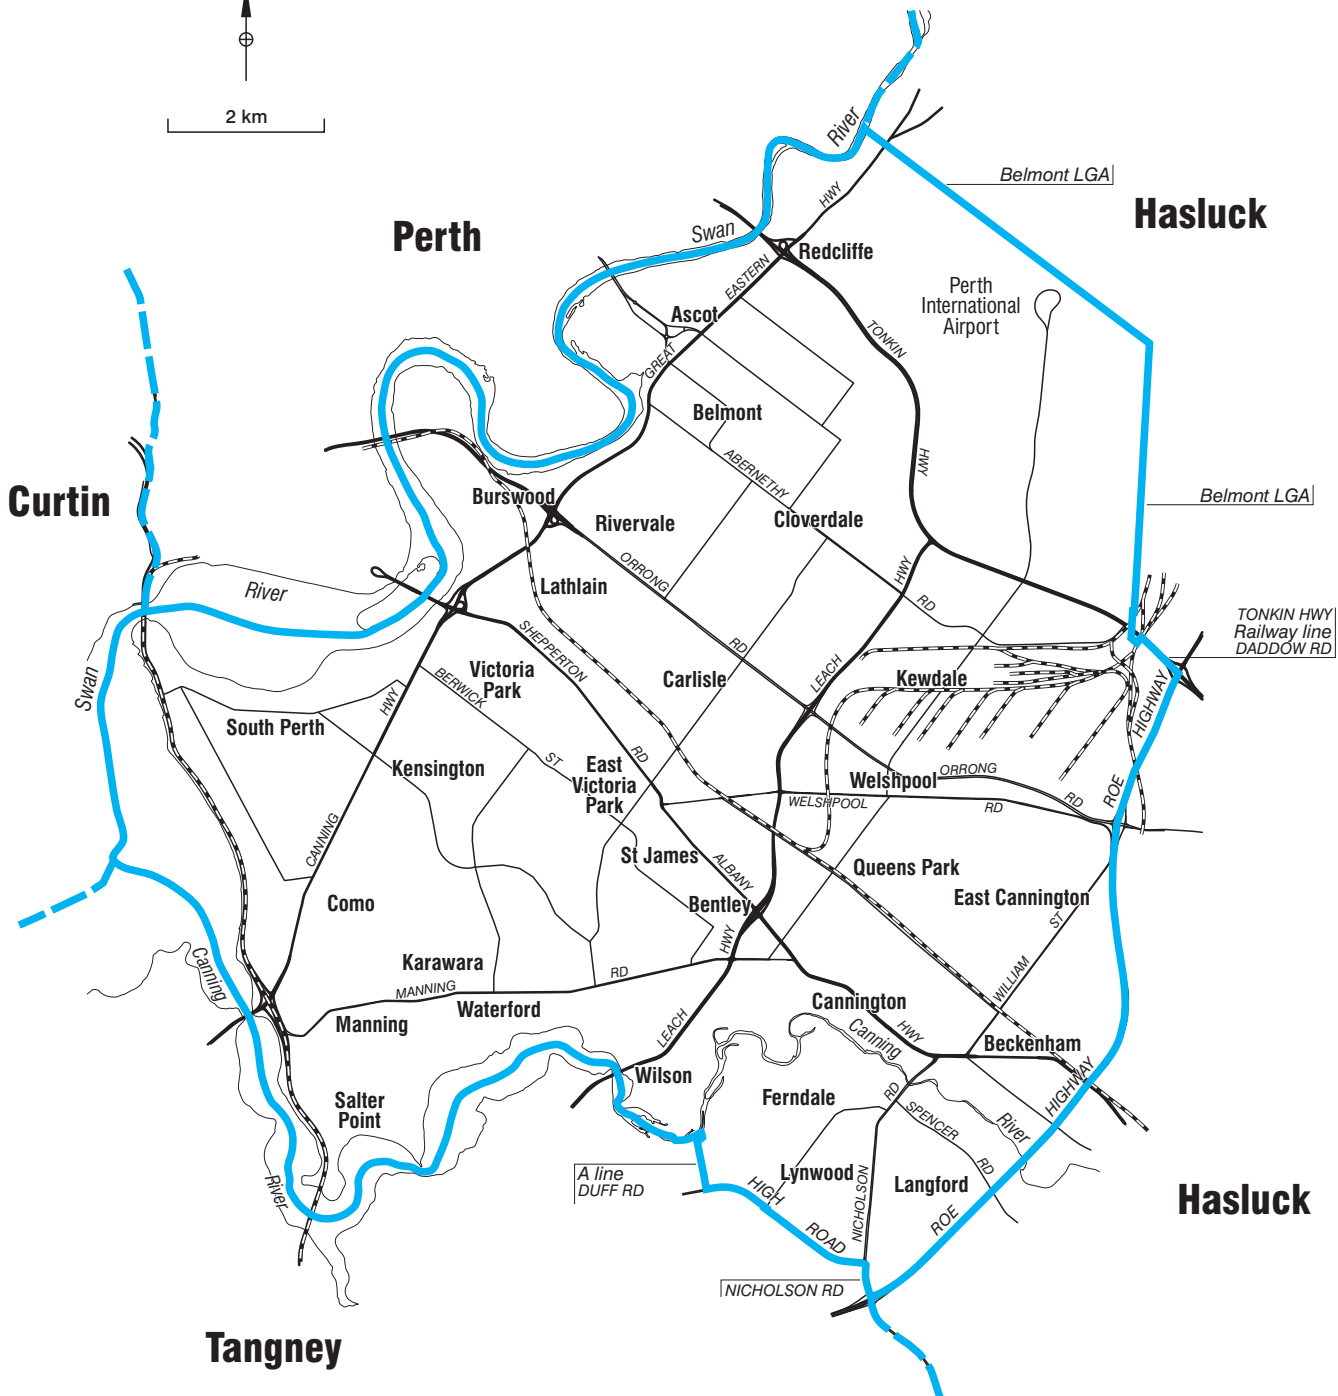 2 km
River
Belmont LGA
Hasluck
HWY
Perth
Swan
Redcliffe
EASTERN
Perth
International
Airport
Ascot
TONKIN
GREAT
Belmont
HWY
ABERNETHY
Curtin
Burswood
Belmont LGA
Rivervale
Cloverdale
ORRONG
HWY
Lathlain
River
RD
TONKIN HWY
Railway line
DADDOW RD
SHEPPERTON
RD
Swan
Victoria
Park
BERWICK
Carlisle
LEACH
Kewdale
HWY
HIGHWAY
South Perth
RD
ST
Kensington
East
Victoria
Park
Welshpool
ORRONG
RD
ROE
WELSHPOOL
RD
CANNING
St James
ALBANY
Queens Park
East Cannington
Como
Bentley
ST
HWY
Canning
Karawara
RD
WILLIAM
MANNING
Waterford
Cannington
Manning
LEACH
Canning
HWY
Beckenham
Wilson
HIGHWAY
Ferndale
RD
Salter
Point
SPENCER
River
A line
DUFF RD
Lynwood
RD
River
HIGH
NICHOLSON
Langford
Hasluck
ROAD
ROE
NICHOLSON RD
Tangney